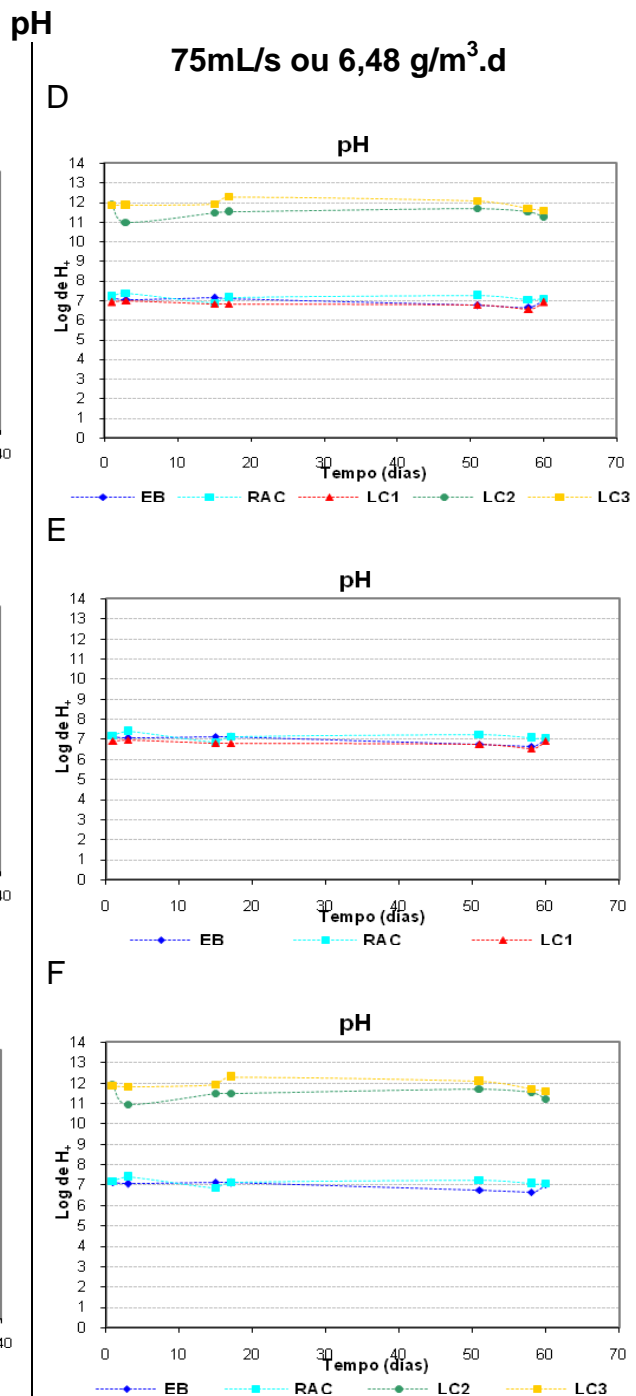 pH
75mL/s ou 6,48 g/m³.d
D
pH
14
13
12
11
10
9
8
7
6
5
4
3
2
1
0
Log de H₊
0 10 20 30 40 50 60 70
Tempo (dias)
EB RAC LC1 LC2 LC3
40
E
pH
14
13
12
11
10
9
8
7
6
5
4
3
2
1
0
Log de H₊
0 10 20 30 40 50 60 70
Tempo (dias)
EB RAC LC1
40
F
pH
14
13
12
11
10
9
8
7
6
5
4
3
2
1
0
Log de H₊
0 10 20 30 40 50 60 70
Tempo (dias)
EB RAC LC2 LC3
40